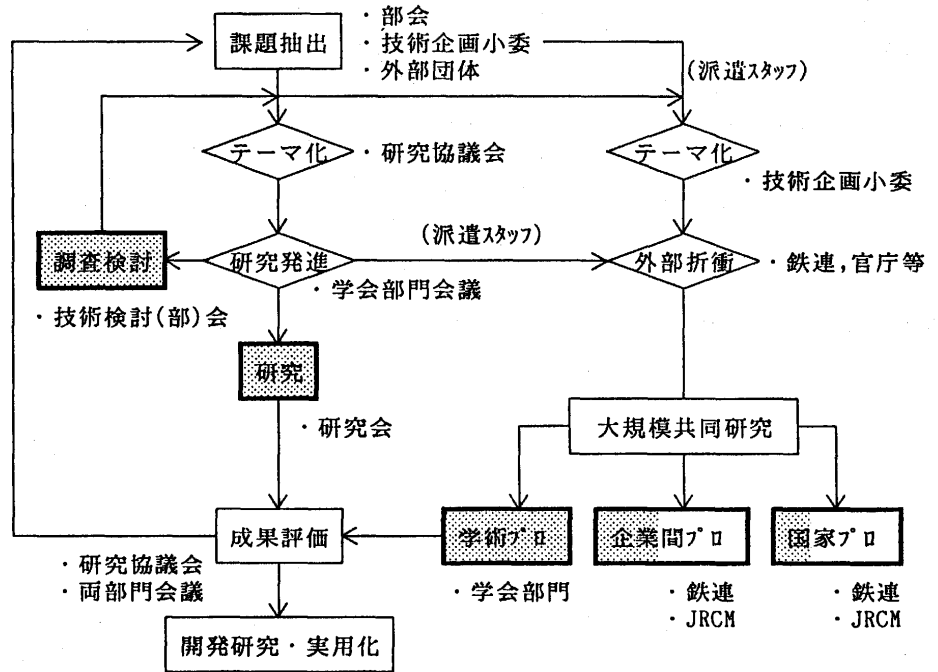 課題抽出
・部会
・技術企画小委
・外部団体
(派遣スタッフ)
テーマ化
・研究協議会
テーマ化
・技術企画小委
調査検討
・技術検討(部)会
研究発進
・学会部門会議
(派遣スタッフ)
外部折衝
・鉄連,官庁等
研究
・研究会
大規模共同研究
成果評価
・研究協議会
・両部門会議
学術プロ
・学会部門
企業間プロ
・鉄連
・JRCM
国家プロ
・鉄連
・JRCM
開発研究・実用化